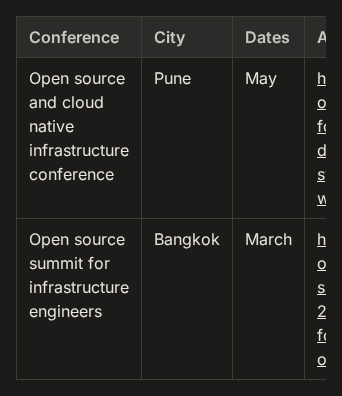 Conference City Dates
Open source Pune May
and cloud
native
infrastructure
conference
Open source Bangkok March
summit for
infrastructure
engineers